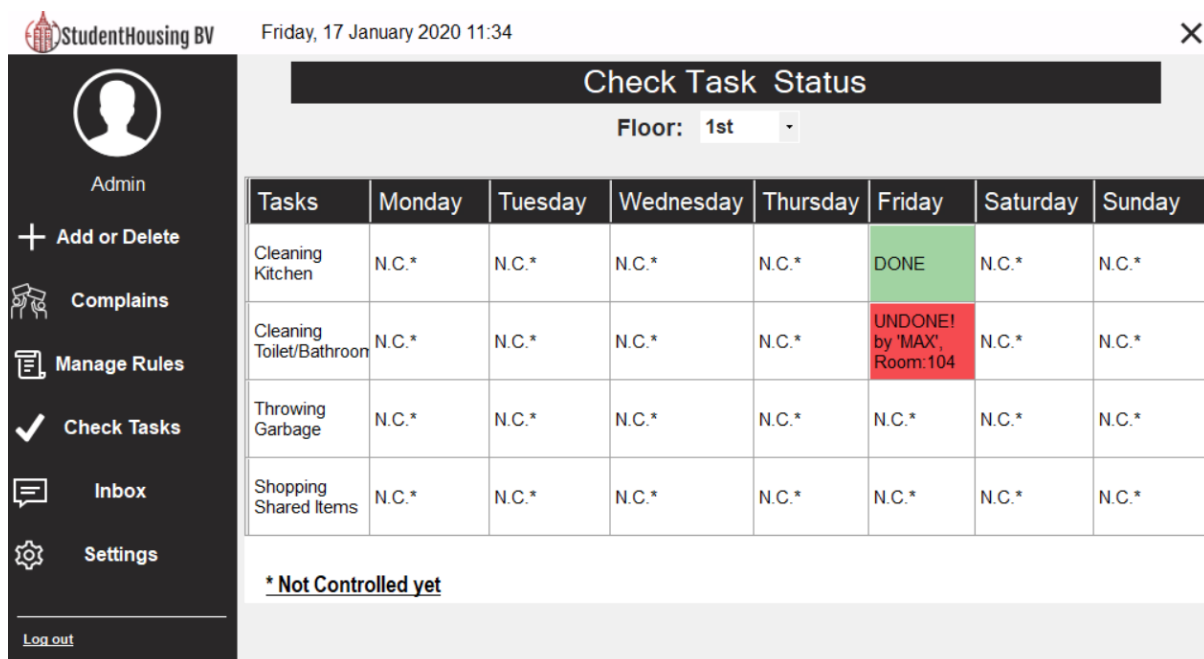 StudentHousing BV
Friday, 17 January 2020 11:34
Check Task Status
Floor: 1st
Admin
Add or Delete
Complains
Manage Rules
Check Tasks
Inbox
Settings
Log out
Tasks Monday Tuesday Wednesday Thursday Friday Saturday Sunday
Cleaning
Kitchen
N.C.* N.C.* N.C.* N.C.* DONE N.C.* N.C.*
Cleaning
Toilet/Bathroom
N.C.* N.C.* N.C.* N.C.*
UNDONE!
by 'MAX',
Room:104
N.C.* N.C.*
Throwing
Garbage
N.C.* N.C.* N.C.* N.C.* N.C.* N.C.* N.C.*
Shopping
Shared Items
N.C.* N.C.* N.C.* N.C.* N.C.* N.C.* N.C.*
* Not Controlled yet